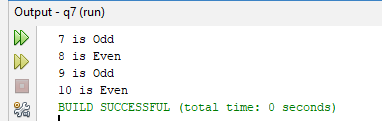 Output - q7 (run)
7 is Odd
8 is Even
9 is Odd
10 is Even
BUILD SUCCESSFUL (total time: 0 seconds)